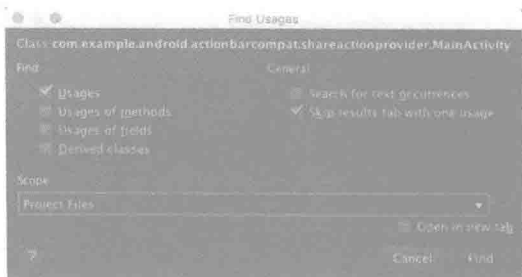 Find Usages
Class com.example.android.actionbarcompat.shareactionprovider.MainActivity
Find
Usages
Usages of methods
Usages of fields
Derived classes
General
Search for text occurrences
Skip results tab with one usage
Scope
Project Files
Open in new tab
?
Cancel
Find